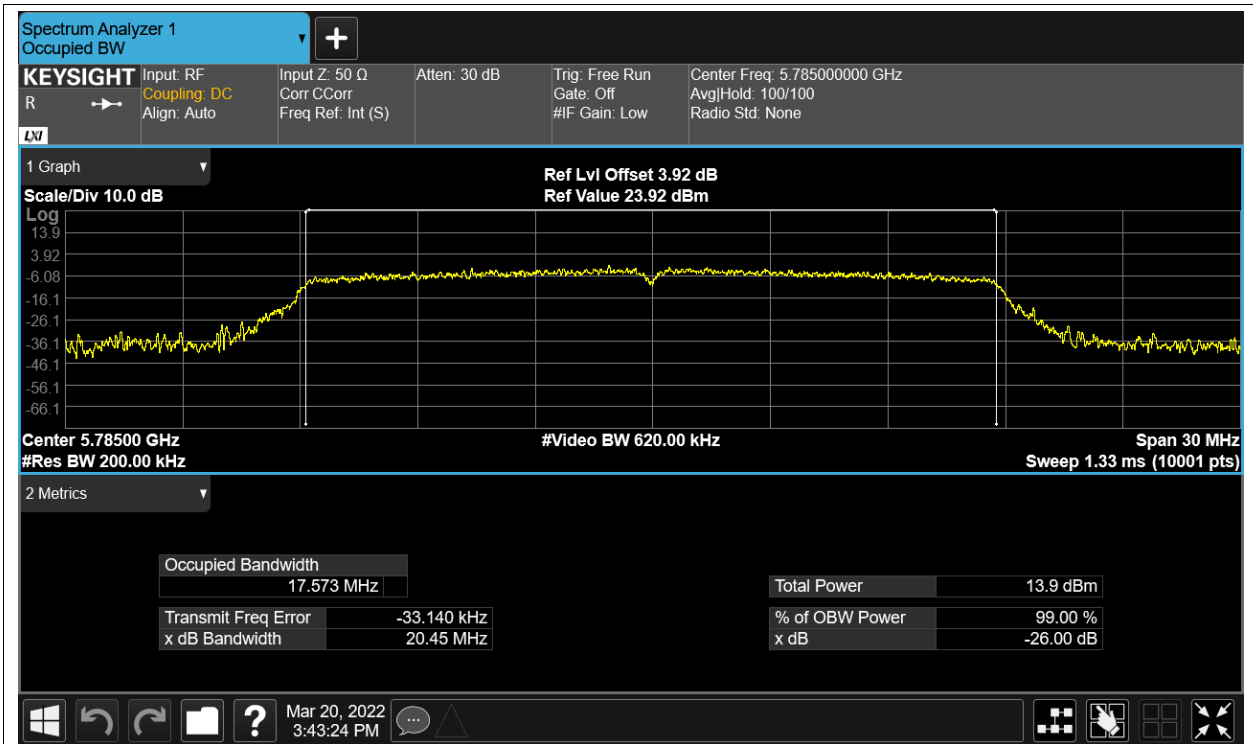 Spectrum Analyzer 1
Occupied BW
KEYSIGHT
R
LXI
Input: RF
Coupling: DC
Align: Auto
Input Z: 50 Ω
Corr CCorr
Freq Ref: Int (S)
Atten: 30 dB
Trig: Free Run
Gate: Off
#IF Gain: Low
Center Freq: 5.785000000 GHz
Avg|Hold: 100/100
Radio Std: None
1 Graph
Scale/Div 10.0 dB
Ref Lvl Offset 3.92 dB
Ref Value 23.92 dBm
Log
13.9
3.92
-6.08
-16.1
-26.1
-36.1
-46.1
-56.1
-66.1
Center 5.78500 GHz
#Res BW 200.00 kHz
#Video BW 620.00 kHz
Span 30 MHz
Sweep 1.33 ms (10001 pts)
2 Metrics
Occupied Bandwidth
17.573 MHz
Transmit Freq Error -33.140 kHz
x dB Bandwidth 20.45 MHz
Total Power 13.9 dBm
% of OBW Power 99.00 %
x dB -26.00 dB
?
Mar 20, 2022
3:43:24 PM